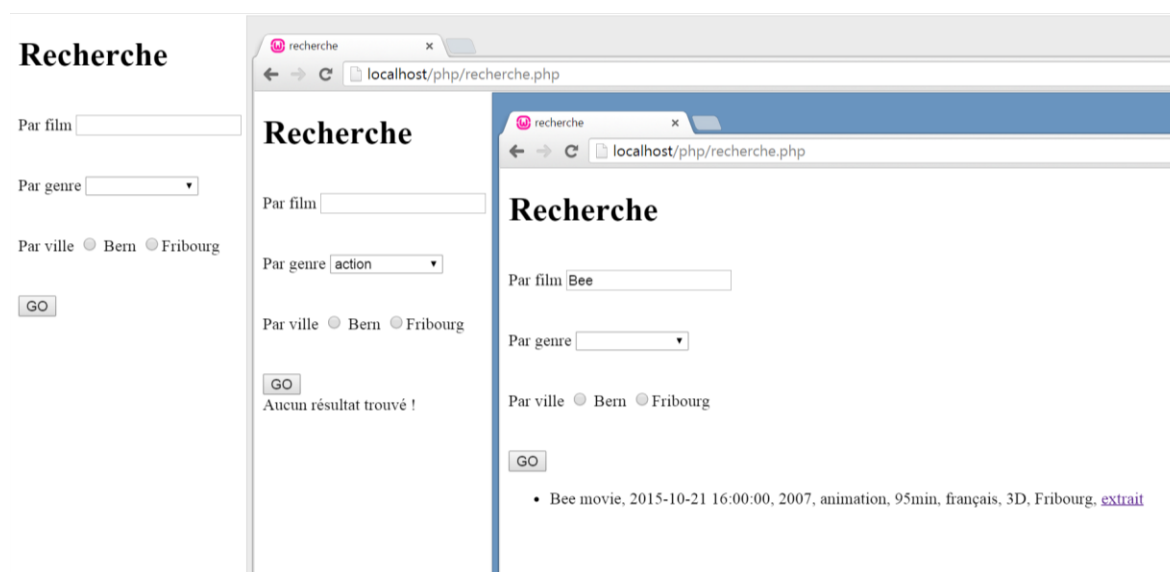 Recherche
Par film
Par genre
Par ville Bern Fribourg
GO
recherche
localhost/php/recherche.php
Recherche
Par film
Par genre action
Par ville Bern Fribourg
GO
Aucun résultat trouvé !
recherche
localhost/php/recherche.php
Recherche
Par film Bee
Par genre
Par ville Bern Fribourg
GO
• Bee movie, 2015-10-21 16:00:00, 2007, animation, 95min, français, 3D, Fribourg, extrait